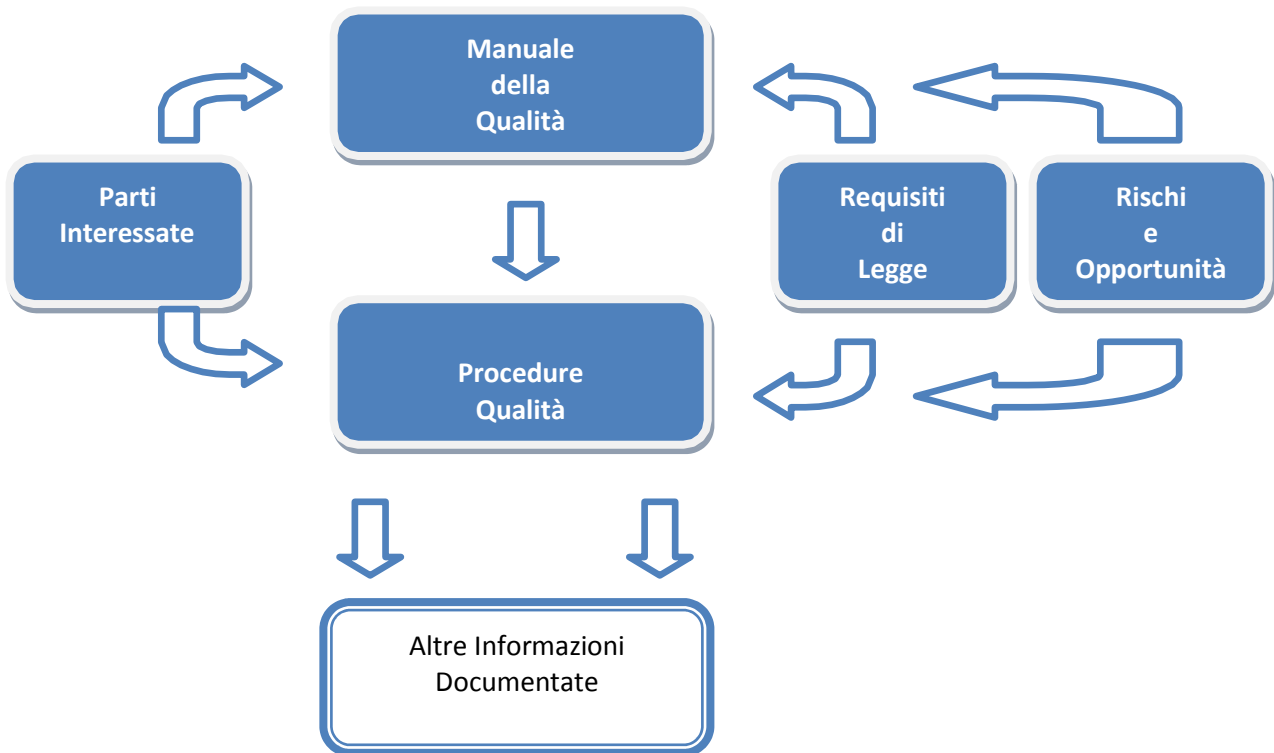 Manuale
della
Qualità
Parti
Interessate
Requisiti
di
Legge
Rischi
e
Opportunità
Procedure
Qualità
Altre Informazioni
Documentate